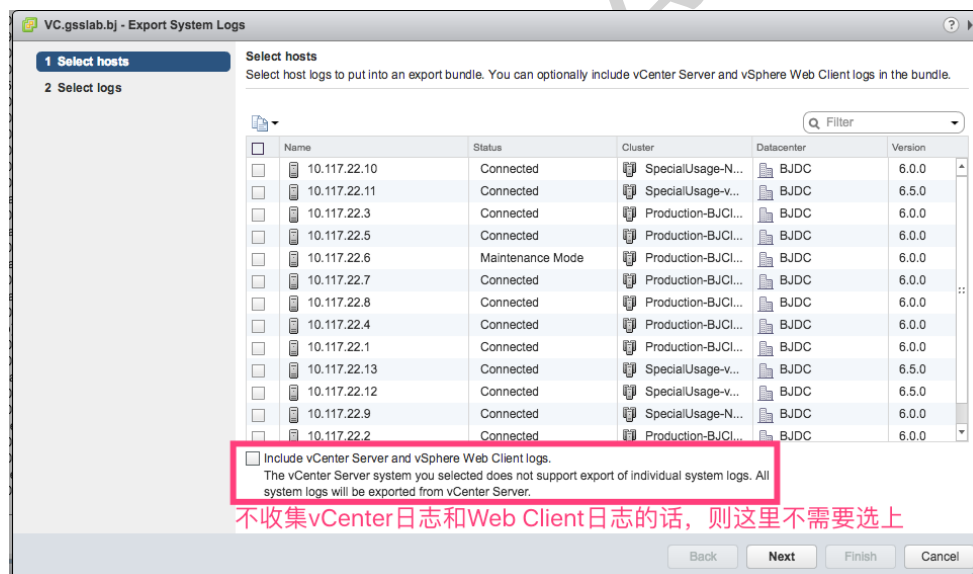 VC.gsslab.bj - Export System Logs
1 Select hosts
2 Select logs
Select hosts
Select host logs to put into an export bundle. You can optionally include vCenter Server and vSphere Web Client logs in the bundle.
Filter
Name Status Cluster Datacenter Version
10.117.22.10 Connected SpecialUsage-N... BJDC 6.0.0
10.117.22.11 Connected SpecialUsage-v... BJDC 6.5.0
10.117.22.3 Connected Production-BJCl... BJDC 6.0.0
10.117.22.5 Connected Production-BJCl... BJDC 6.0.0
10.117.22.6 Maintenance Mode Production-BJCl... BJDC 6.0.0
10.117.22.7 Connected Production-BJCl... BJDC 6.0.0
10.117.22.8 Connected Production-BJCl... BJDC 6.0.0
10.117.22.4 Connected Production-BJCl... BJDC 6.0.0
10.117.22.1 Connected Production-BJCl... BJDC 6.0.0
10.117.22.13 Connected SpecialUsage-v... BJDC 6.5.0
10.117.22.12 Connected SpecialUsage-v... BJDC 6.5.0
10.117.22.9 Connected SpecialUsage-N... BJDC 6.0.0
10.117.22.2 Connected Production-BJCl... BJDC 6.0.0
Include vCenter Server and vSphere Web Client logs.
The vCenter Server system you selected does not support export of individual system logs. All
system logs will be exported from vCenter Server.
不收集vCenter日志和Web Client日志的话，则这里不需要选上
Back Next Finish Cancel